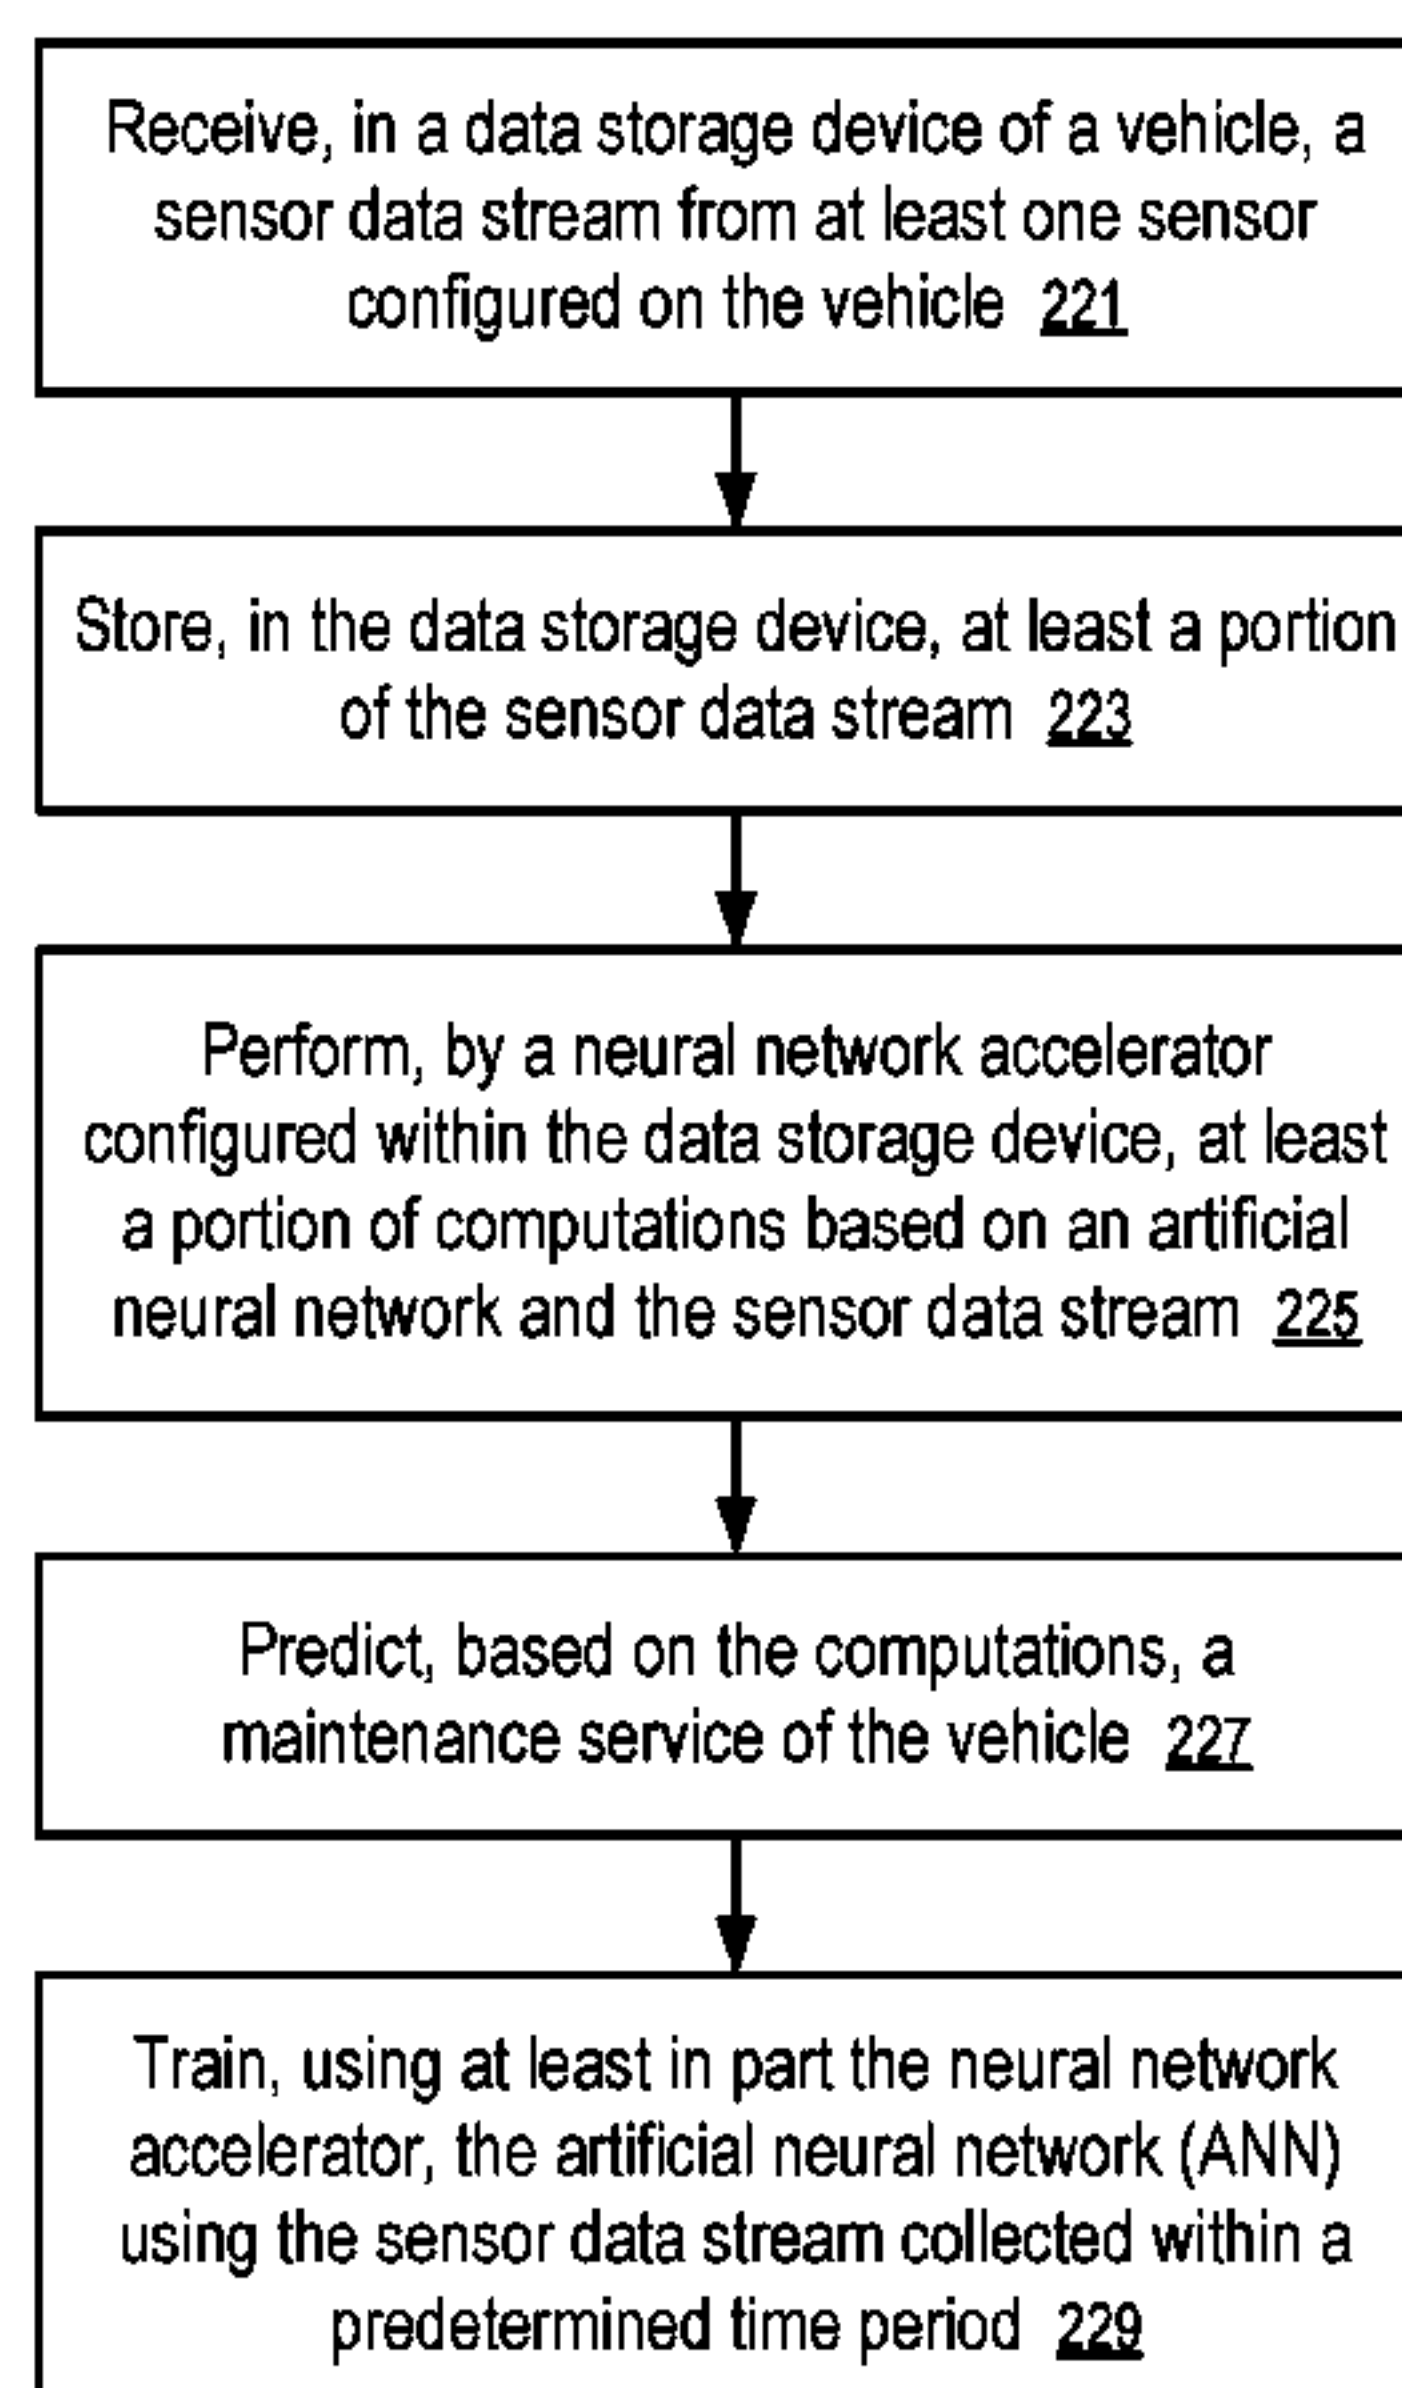 Receive, in a data storage device of a vehicle, a
sensor data stream from at least one sensor
configured on the vehicle 221
Store, in the data storage device, at least a portion
of the sensor data stream 223
Perform, by a neural network accelerator
configured within the data storage device, at least
a portion of computations based on an artificial
neural network and the sensor data stream 225
Predict, based on the computations, a
maintenance service of the vehicle 227
Train, using at least in part the neural network
accelerator, the artificial neural network (ANN)
using the sensor data stream collected within a
predetermined time period 229